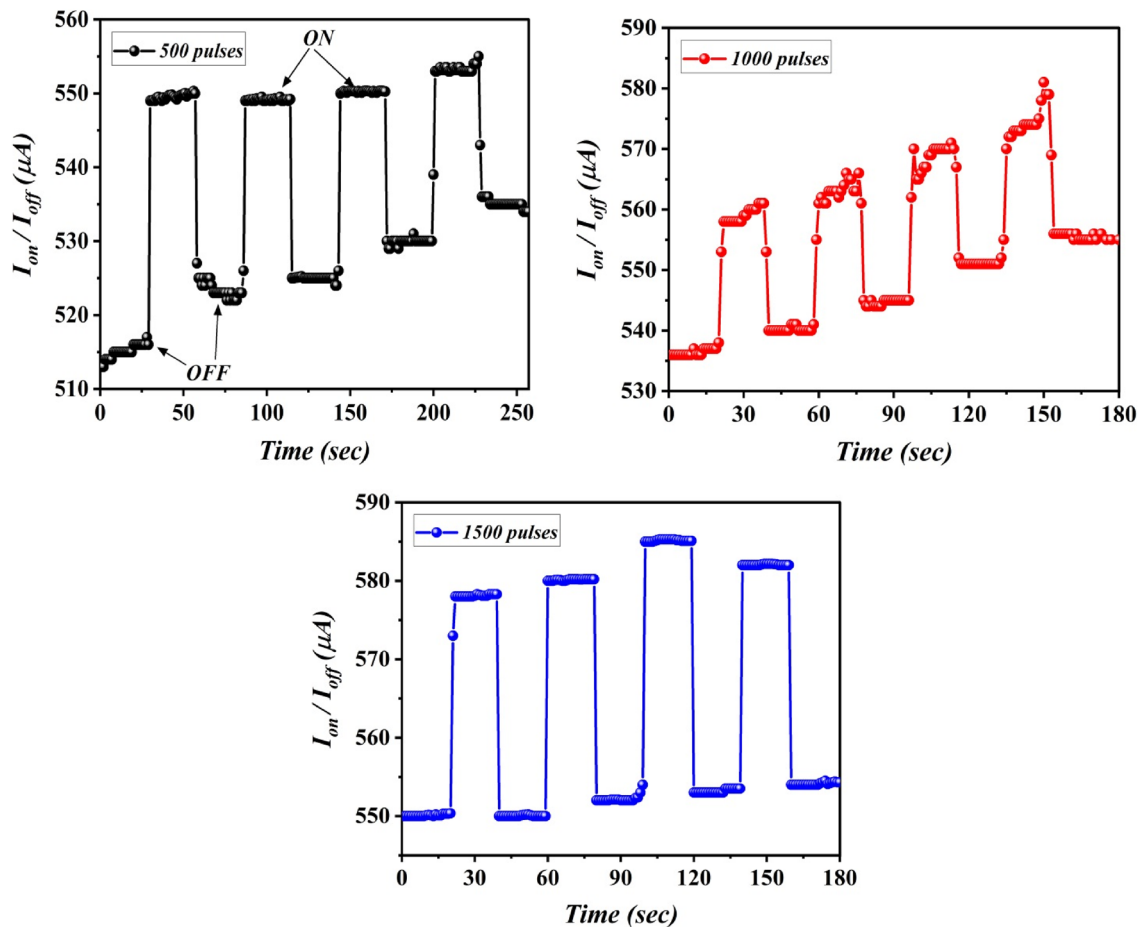 560
550
540
530
520
510
I_on / I_off (μA)
500 pulses
ON
OFF
0 50 100 150 200 250
Time (sec)
590
580
570
560
550
540
530
I_on / I_off (μA)
1000 pulses
0 30 60 90 120 150 180
Time (sec)
590
580
570
560
550
I_on / I_off (μA)
1500 pulses
0 30 60 90 120 150 180
Time (sec)